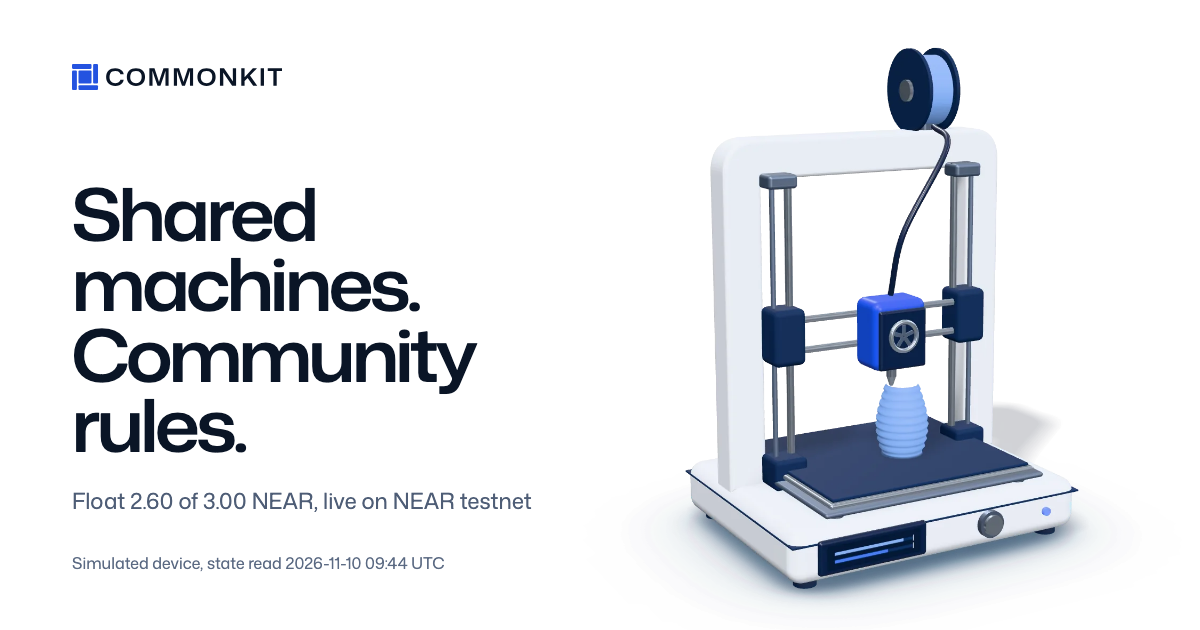 COMMONKIT
Shared
machines.
Community
rules.
Float 2.60 of 3.00 NEAR, live on NEAR testnet
Simulated device, state read 2026-11-10 09:44 UTC